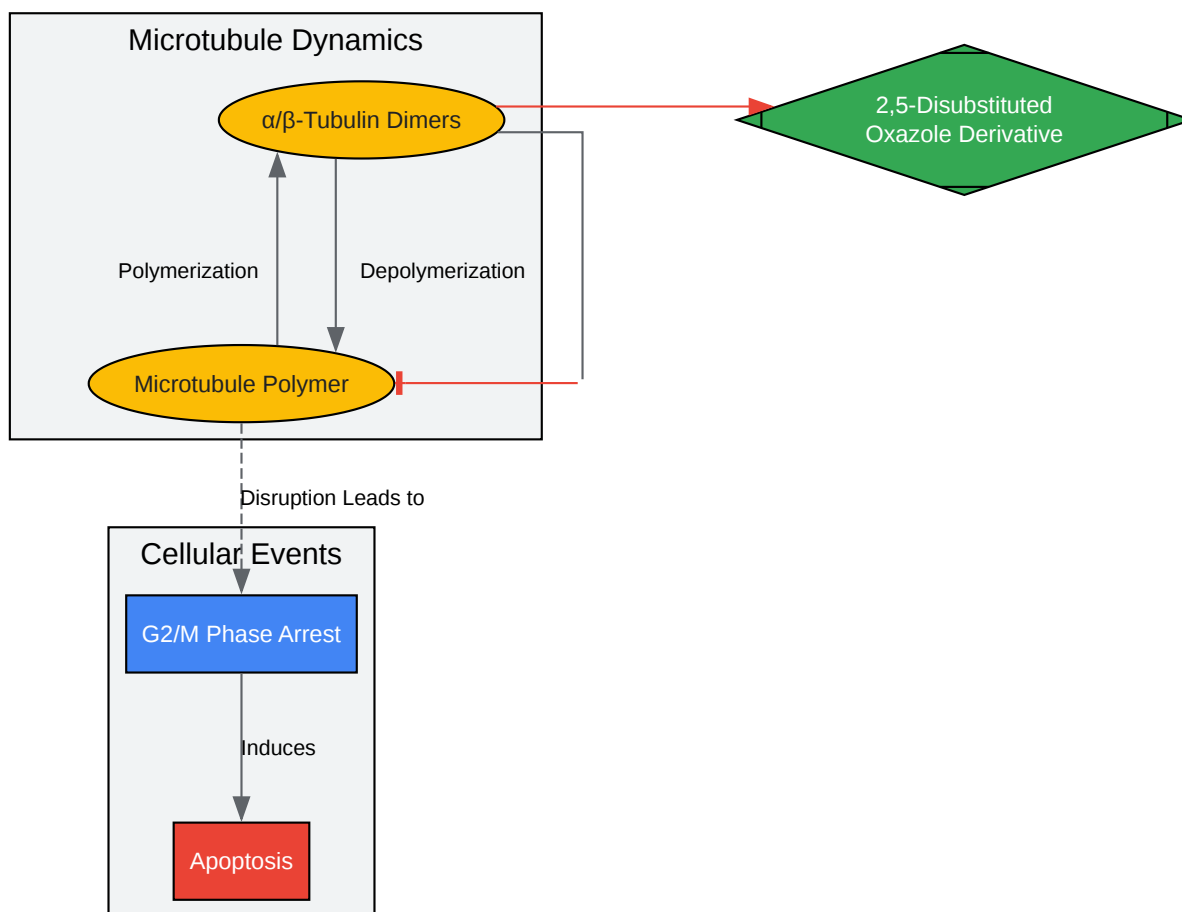 Microtubule Dynamics
α/β-Tubulin Dimers
2,5-Disubstituted
Oxazole Derivative
Polymerization
Depolymerization
Microtubule Polymer
Disruption Leads to
Cellular Events
G2/M Phase Arrest
Induces
Apoptosis